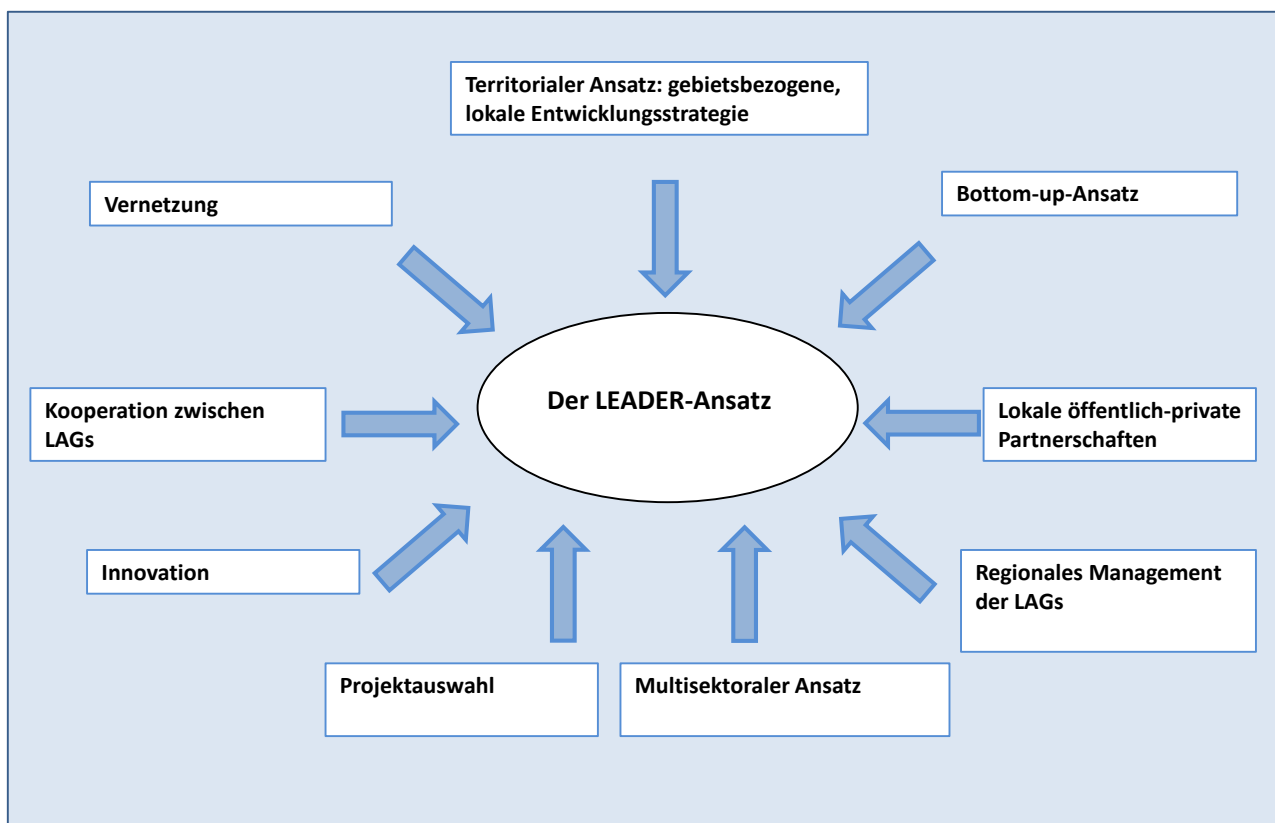 Territorialer Ansatz: gebietsbezogene,
lokale Entwicklungsstrategie
Vernetzung
Bottom-up-Ansatz
Der LEADER-Ansatz
Kooperation zwischen
LAGs
Lokale öffentlich-private
Partnerschaften
Innovation
Regionales Management
der LAGs
Projektauswahl
Multisektoraler Ansatz